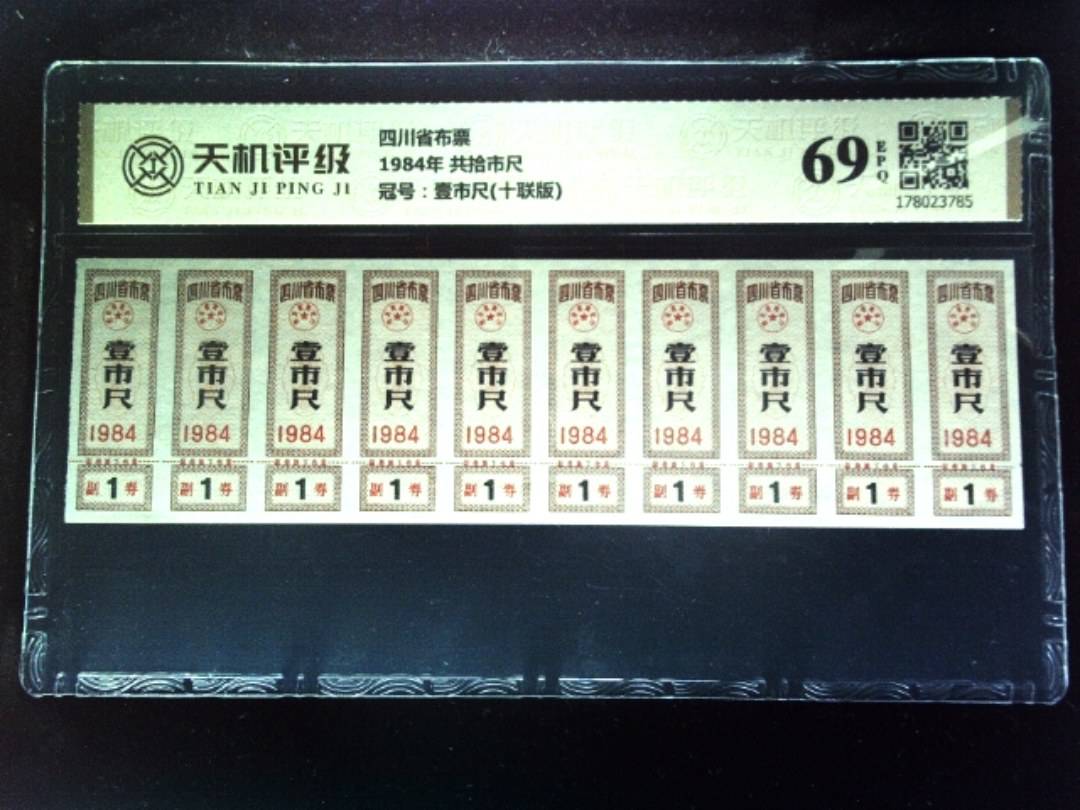 天机评级
TIAN JI PING JI
四川省布票
1984年 共拾市尺
冠号：壹市尺(十联版)
69
EPQ
178023785
四川省布票 四川省布票 四川省布票 四川省布票 四川省布票 四川省布票 四川省布票 四川省布票 四川省布票 四川省布票
壹市尺 壹市尺 壹市尺 壹市尺 壹市尺 壹市尺 壹市尺 壹市尺 壹市尺 壹市尺
1984 1984 1984 1984 1984 1984 1984 1984 1984 1984
副1券 副1券 副1券 副1券 副1券 副1券 副1券 副1券 副1券 副1券